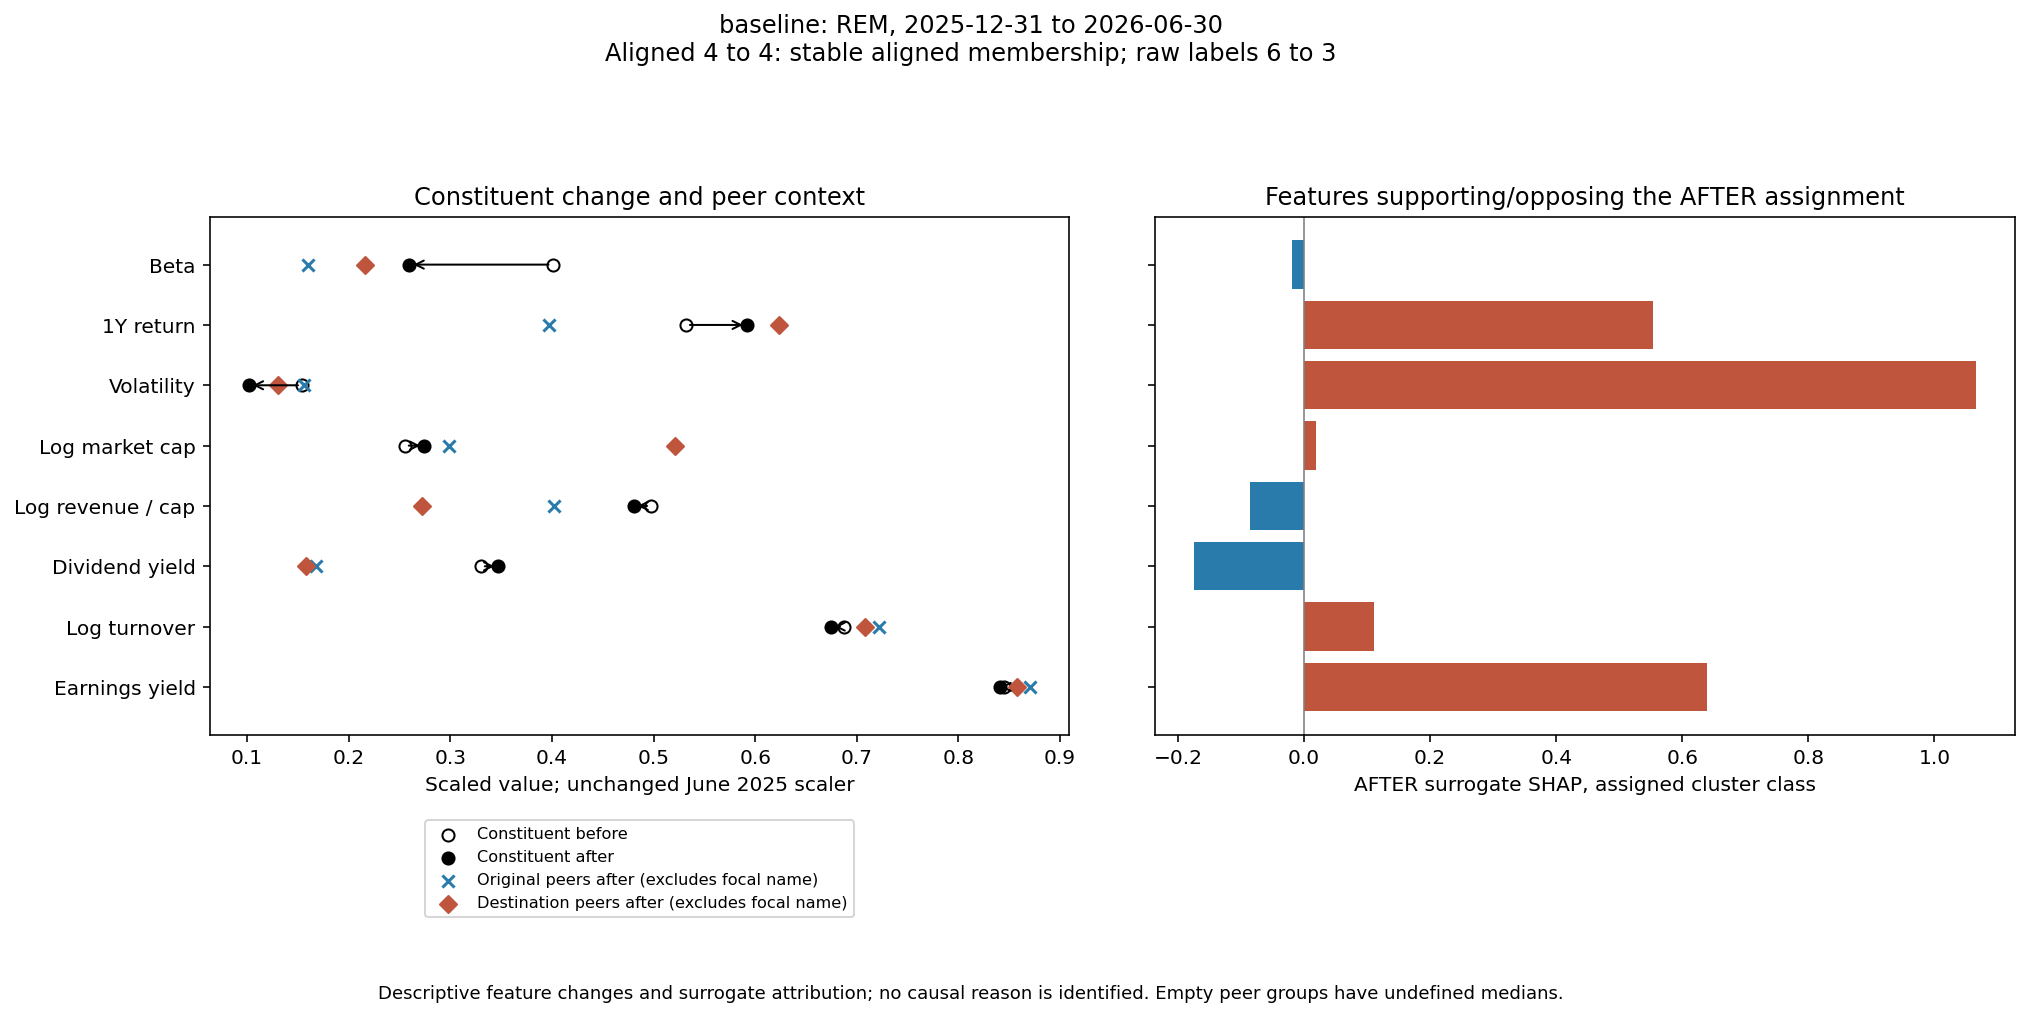 baseline: REM, 2025-12-31 to 2026-06-30
Aligned 4 to 4: stable aligned membership; raw labels 6 to 3
Constituent change and peer context
Beta
1Y return
Volatility
Log market cap
Log revenue / cap
Dividend yield
Log turnover
Earnings yield
0.1 0.2 0.3 0.4 0.5 0.6 0.7 0.8 0.9
Scaled value; unchanged June 2025 scaler
Constituent before
Constituent after
Original peers after (excludes focal name)
Destination peers after (excludes focal name)
Features supporting/opposing the AFTER assignment
−0.2 0.0 0.2 0.4 0.6 0.8 1.0
AFTER surrogate SHAP, assigned cluster class
Descriptive feature changes and surrogate attribution; no causal reason is identified. Empty peer groups have undefined medians.